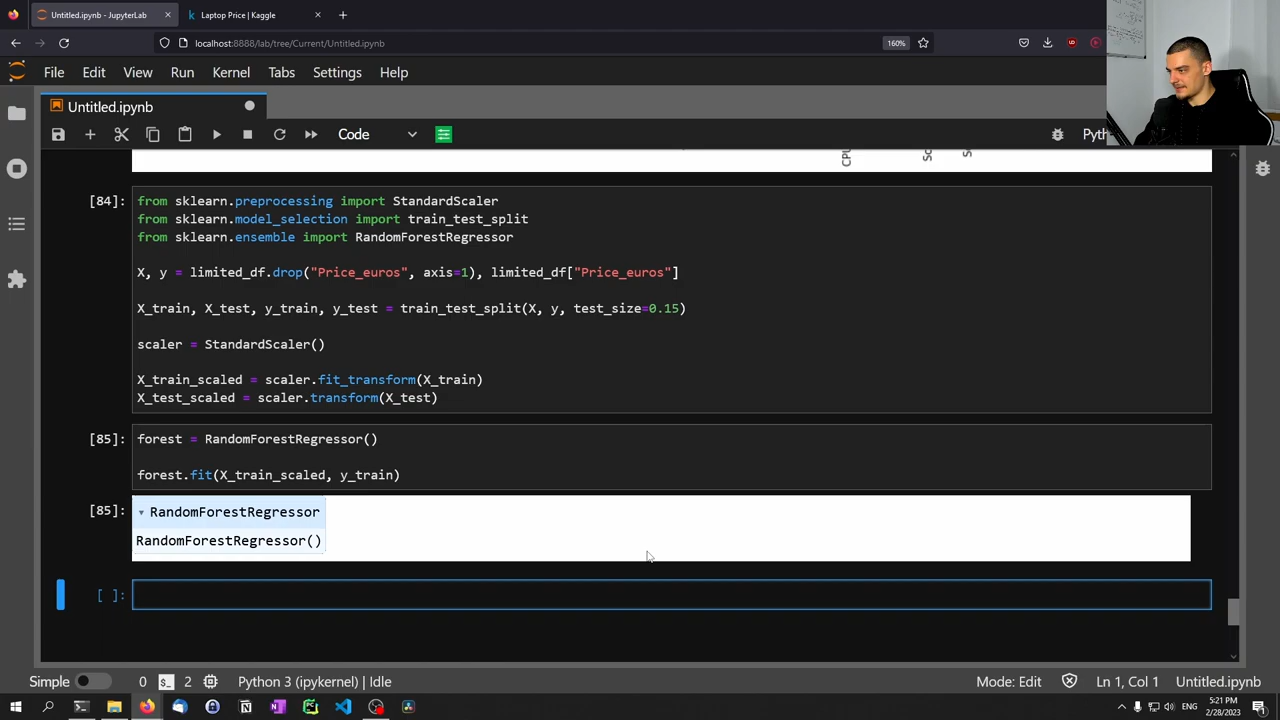 Untitled.ipynb - JupyterLab
Laptop Price | Kaggle
localhost:8888/lab/tree/Current/Untitled.ipynb
160%
File Edit View Run Kernel Tabs Settings Help
Untitled.ipynb
Code
Pyth
CPU
Sc
S
[84]:
from sklearn.preprocessing import StandardScaler
from sklearn.model_selection import train_test_split
from sklearn.ensemble import RandomForestRegressor
X, y = limited_df.drop("Price_euros", axis=1), limited_df["Price_euros"]
X_train, X_test, y_train, y_test = train_test_split(X, y, test_size=0.15)
scaler = StandardScaler()
X_train_scaled = scaler.fit_transform(X_train)
X_test_scaled = scaler.transform(X_test)
[85]:
forest = RandomForestRegressor()
forest.fit(X_train_scaled, y_train)
[85]:
RandomForestRegressor
RandomForestRegressor()
[ ]:
Simple 0 2 Python 3 (ipykernel) | Idle Mode: Edit Ln 1, Col 1 Untitled.ipynb
ENG
5:21 PM
2/28/2023